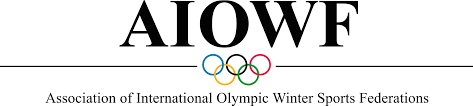 AIOWF
Association of International Olympic Winter Sports Federations